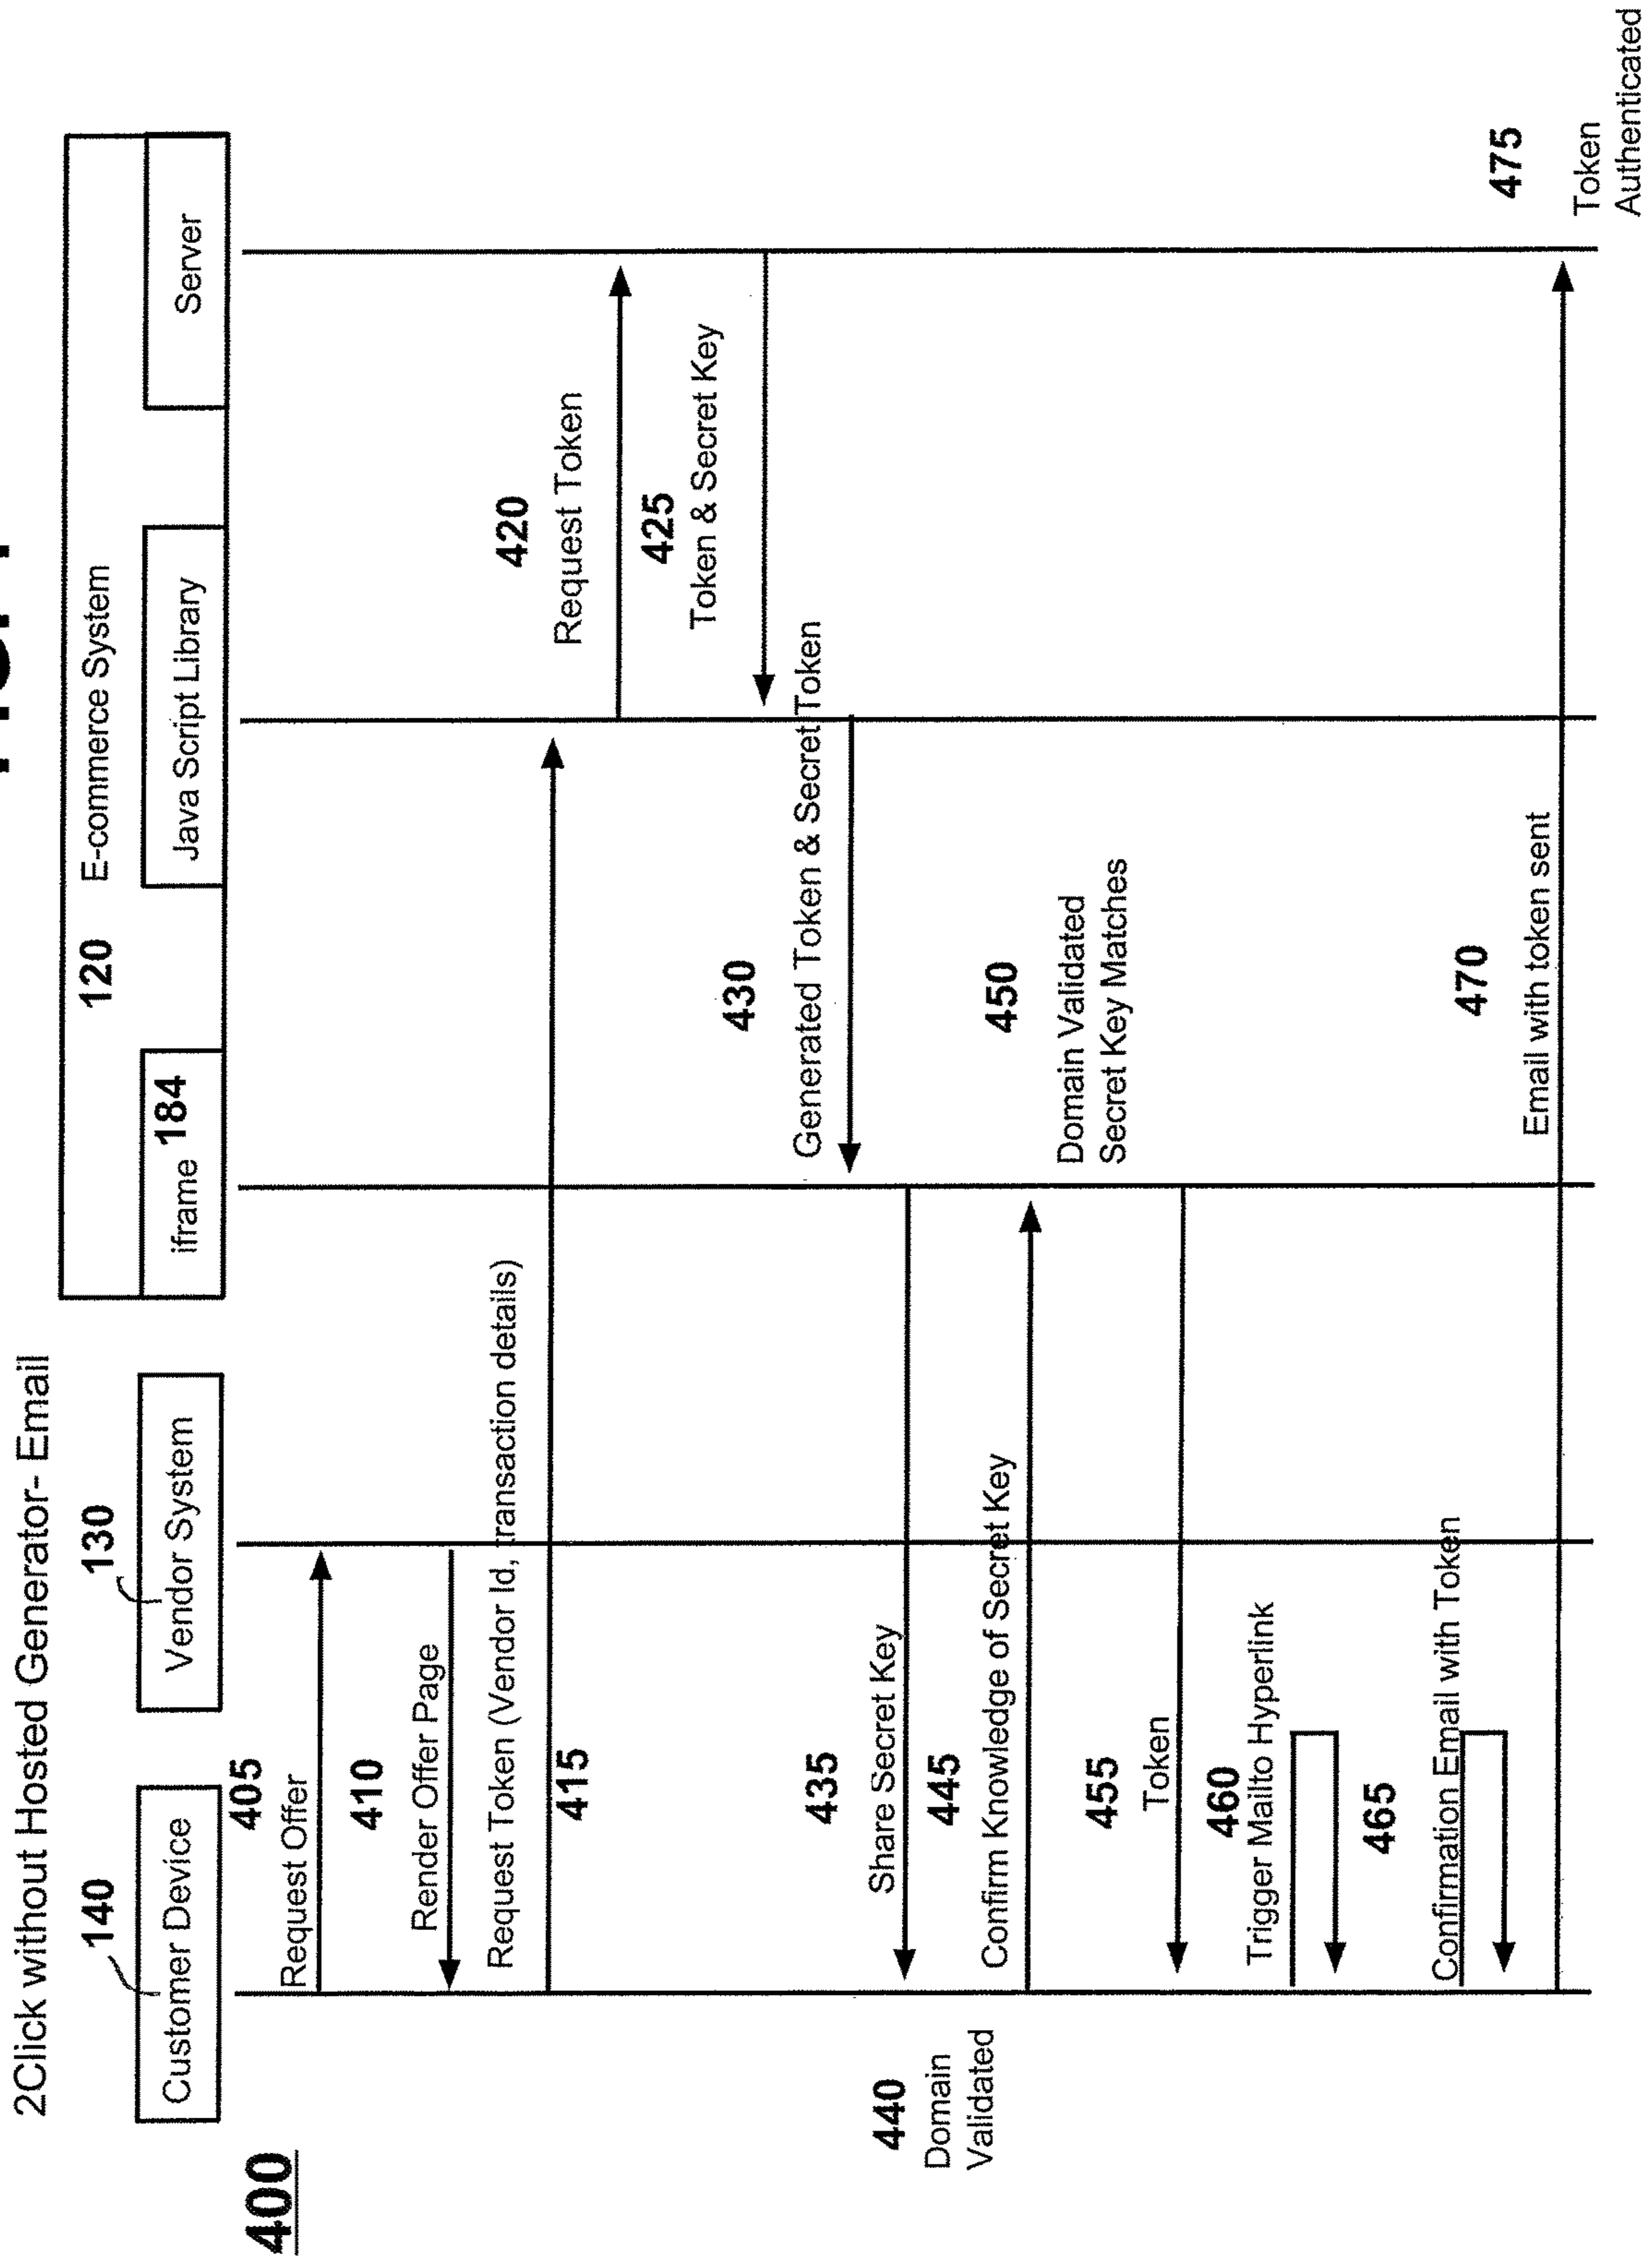 2Click without Hosted Generator- Email
400
140
Customer Device
130
Vendor System
120
E-commerce System
iframe 184
Java Script Library
Server
405
Request Offer
410
Render Offer Page
Request Token (Vendor Id, transaction details)
415
420
Request Token
425
Token & Secret Key
430
Generated Token & Secret Token
435
Share Secret Key
440
Domain
Validated
445
Confirm Knowledge of Secret Key
450
Domain Validated
Secret Key Matches
455
Token
460
Trigger Mailto Hyperlink
465
Confirmation Email with Token
470
Email with token sent
475
Token
Authenticated